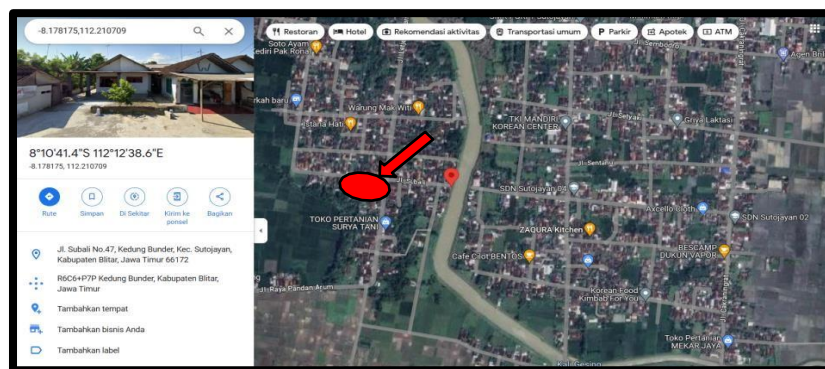 -8.178175,112.210709
8°10'41.4"S 112°12'38.6"E
-8.178175, 112.210709
Rute
Simpan
Di Sekitar
Kirim ke
ponsel
Bagikan
Jl. Subali No.47, Kedung Bunder, Kec. Sutojayan,
Kabupaten Blitar, Jawa Timur 66172
R6C6+P7P Kedung Bunder, Kabupaten Blitar,
Jawa Timur
Tambahkan tempat
Tambahkan bisnis Anda
Tambahkan label
Restoran
Hotel
Rekomendasi aktivitas
Transportasi umum
P Parkir
Apotek
ATM
Soto Ayam
Kediri Pak Rona
Warung Mak Witi
Istana Hati
TKI MANDIRI
KOREAN CENTER
Griya Laktasi
Jl. Sentanu
SDN Sutojayan 04
Axcello Cloth
SDN Sutojayan 02
TOKO PERTANIAN
SURYA TANI
ZAQURA Kitchen
Cafe Cilot BENTOS
BESCAMP
DUKUN VAPOR
Korean Food
Kimbab For You
Jl. Raya Pandan Arum
Toko Pertanian
MEKAR JAYA